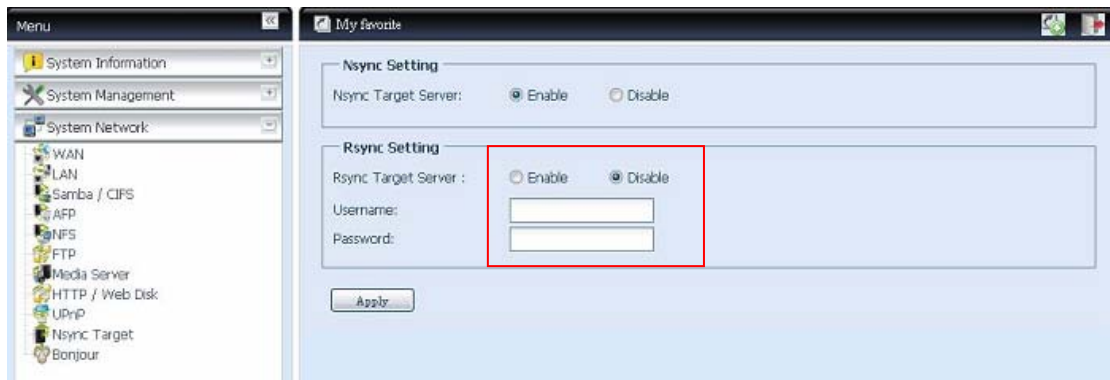 Menu
My favorite
System Information
System Management
System Network
WAN
LAN
Samba / CIFS
AFP
NFS
FTP
Media Server
HTTP / Web Disk
UPnP
Nsync Target
Bonjour
Nsync Setting
Nsync Target Server: Enable Disable
Rsync Setting
Rsync Target Server : Enable Disable
Username:
Password:
Apply